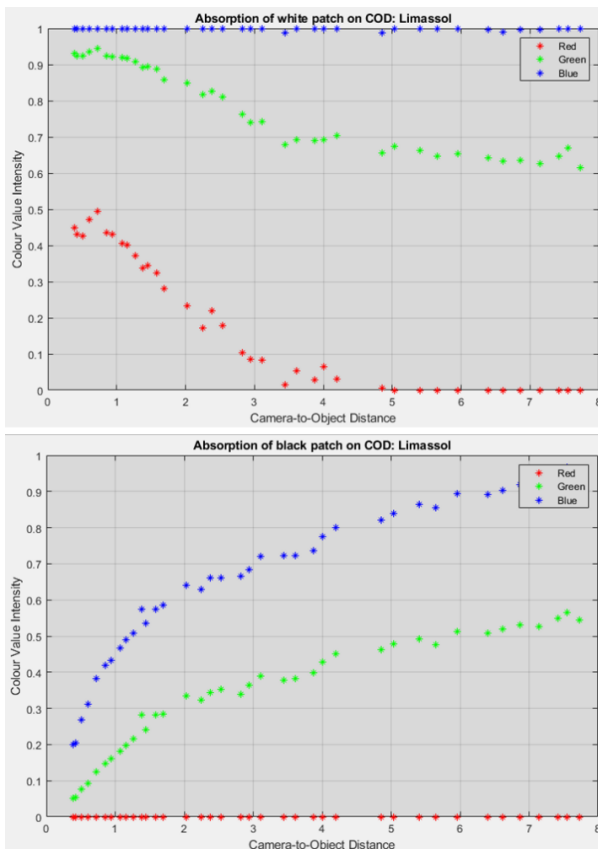 Absorption of white patch on COD: Limassol
Colour Value Intensity
1
0.9
0.8
0.7
0.6
0.5
0.4
0.3
0.2
0.1
0
Red
Green
Blue
0 1 2 3 4 5 6 7 8
Camera-to-Object Distance
Absorption of black patch on COD: Limassol
Colour Value Intensity
1
0.9
0.8
0.7
0.6
0.5
0.4
0.3
0.2
0.1
0
Red
Green
Blue
0 1 2 3 4 5 6 7 8
Camera-to-Object Distance